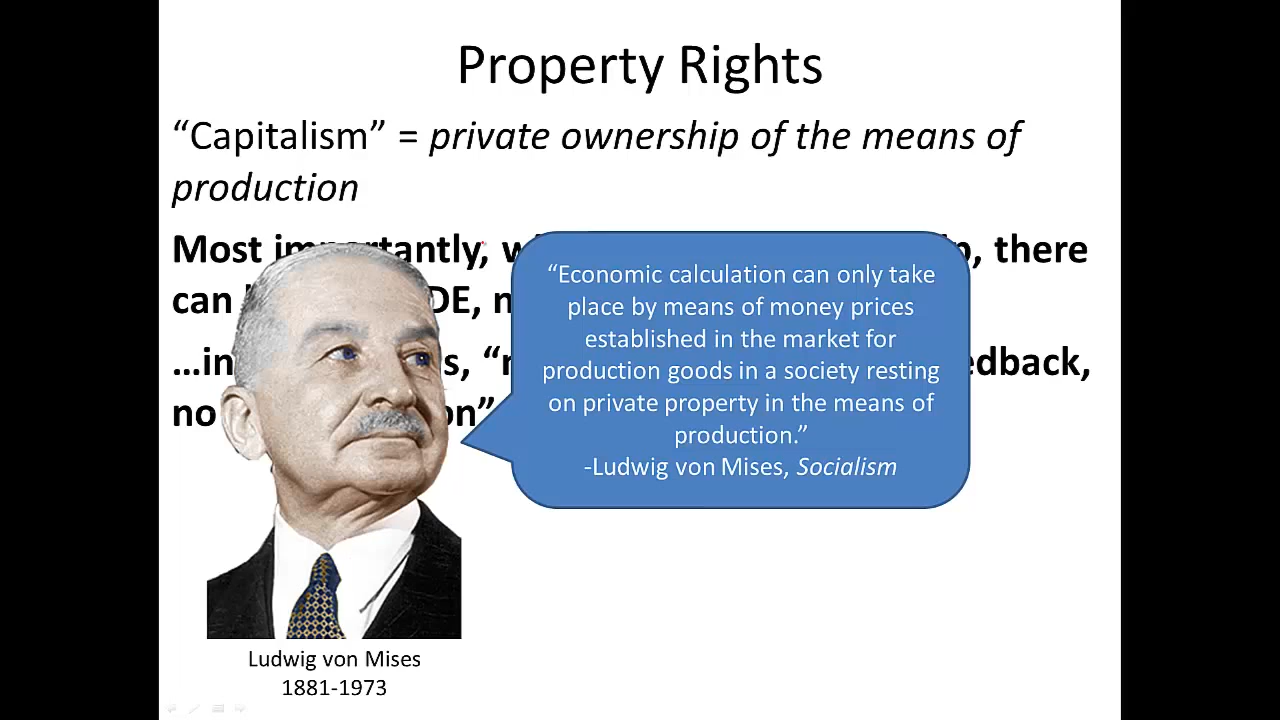 Property Rights
“Capitalism” = private ownership of the means of
production
Most importantly, there
can DE,
…in s, “ edback,
no on”
“Economic calculation can only take
place by means of money prices
established in the market for
production goods in a society resting
on private property in the means of
production.”
-Ludwig von Mises, Socialism
Ludwig von Mises
1881-1973